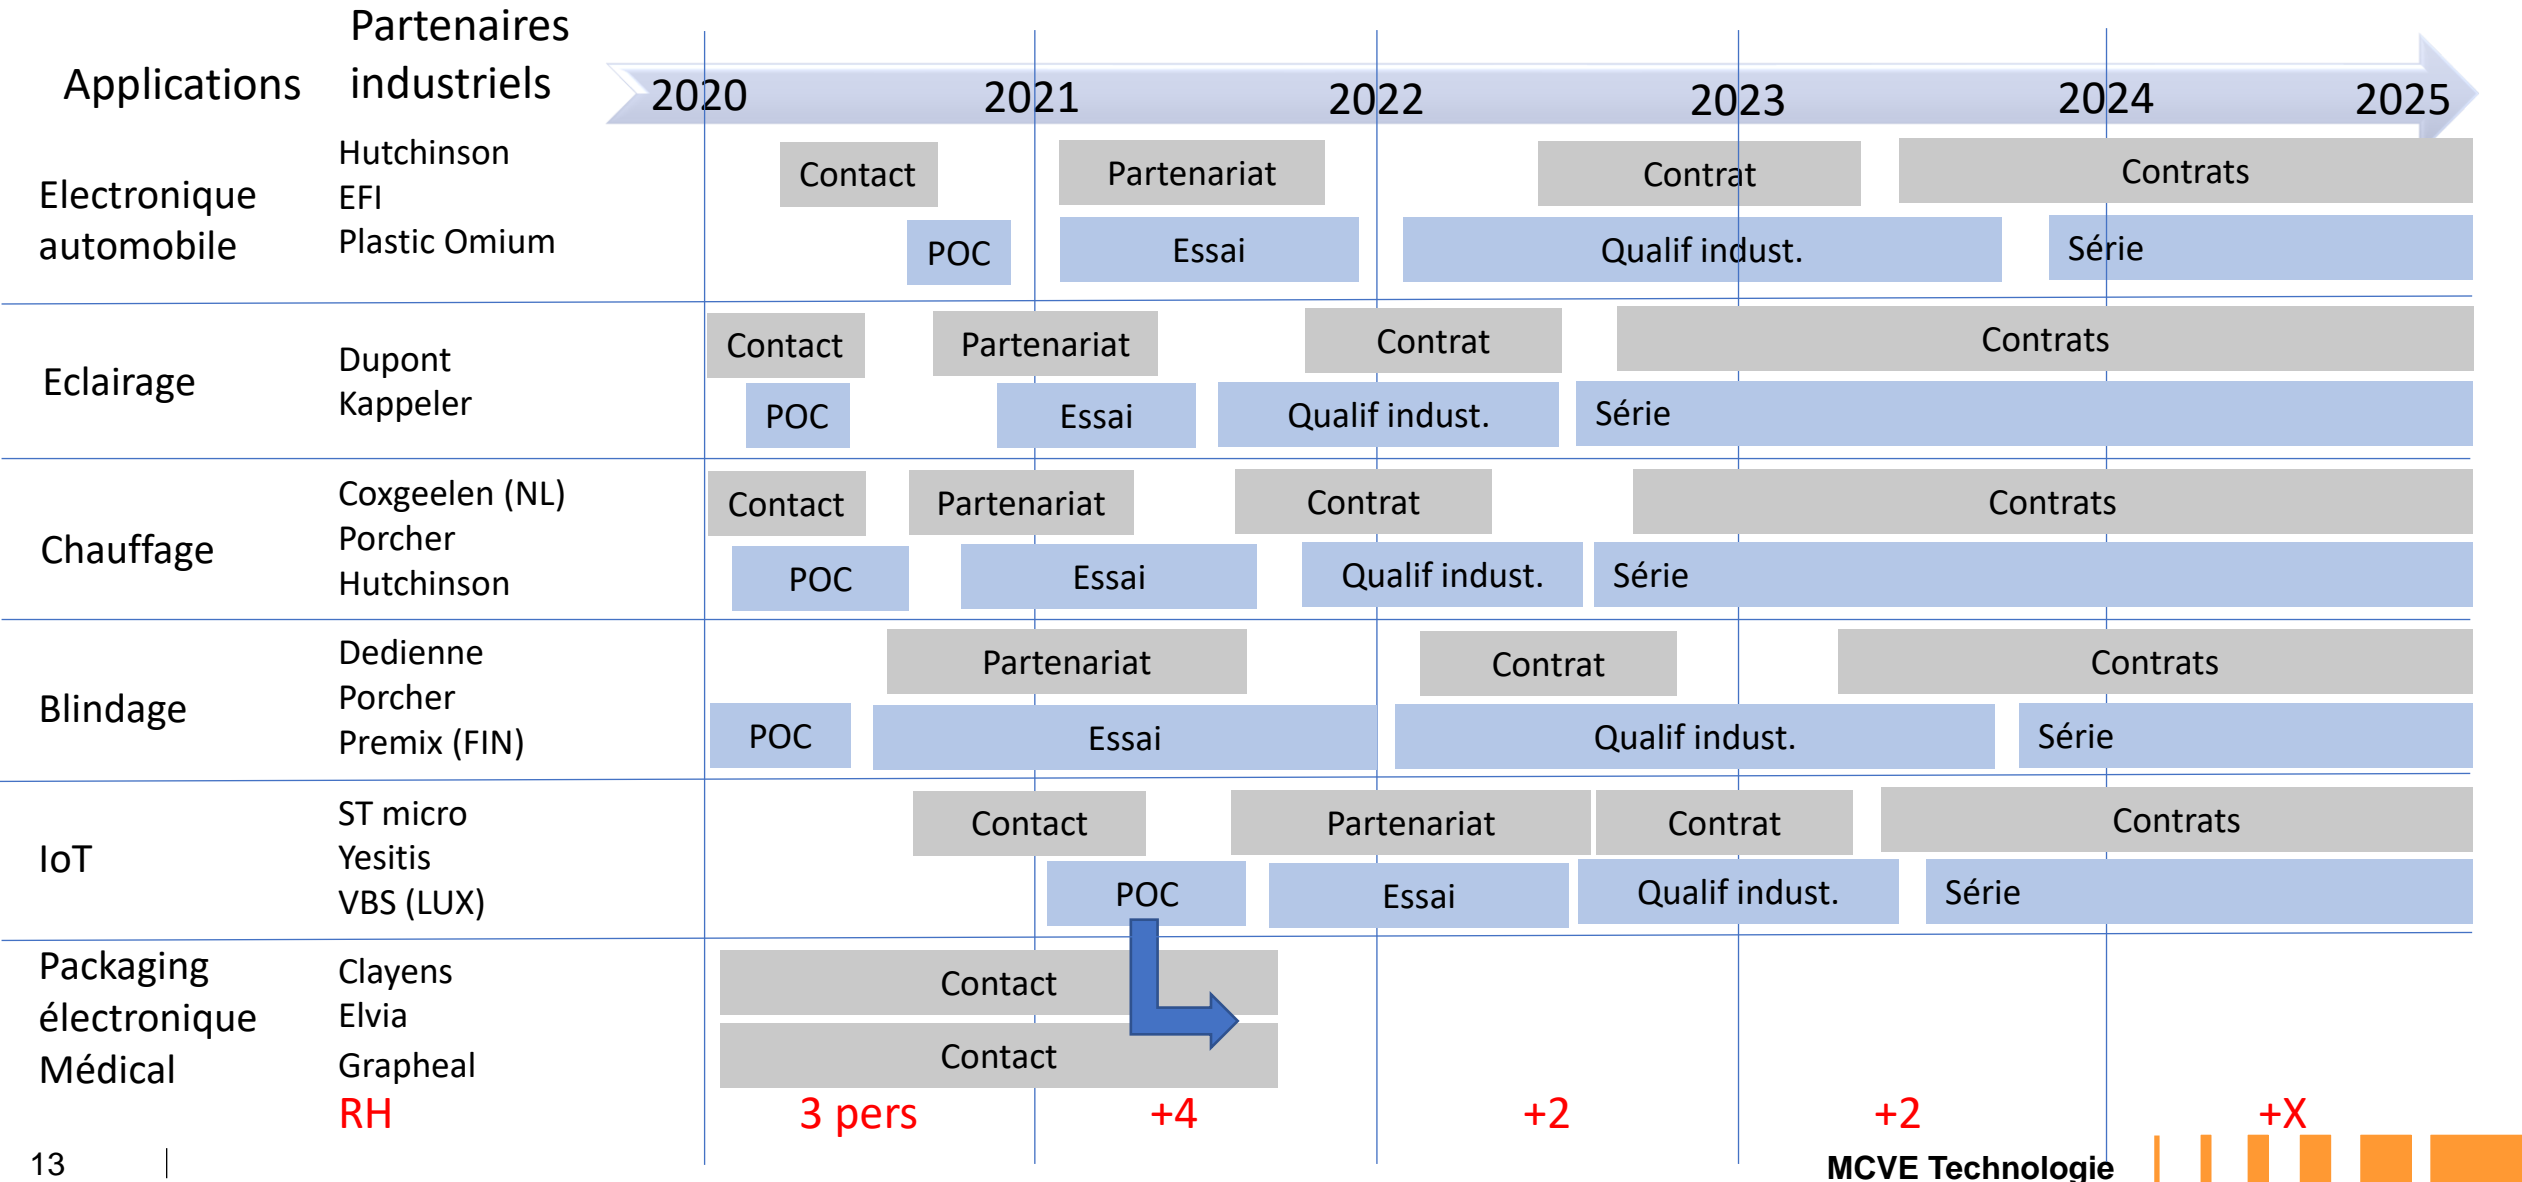 Partenaires
industriels
Applications
2020 2021 2022 2023 2024 2025
Electronique
automobile
Hutchinson
EFI
Plastic Omium
Contact Partenariat Contrat Contrats
POC Essai Qualif indust. Série
Eclairage
Dupont
Kappeler
Contact Partenariat Contrat Contrats
POC Essai Qualif indust. Série
Chauffage
Coxgeelen (NL)
Porcher
Hutchinson
Contact Partenariat Contrat Contrats
POC Essai Qualif indust. Série
Blindage
Dedienne
Porcher
Premix (FIN)
Partenariat Contrat Contrats
POC Essai Qualif indust. Série
IoT
ST micro
Yesitis
VBS (LUX)
Contact Partenariat Contrat Contrats
POC Essai Qualif indust. Série
Packaging
électronique
Médical
Clayens
Elvia
Grapheal
Contact
Contact
RH 3 pers +4 +2 +2 +X
13
MCVE Technologie